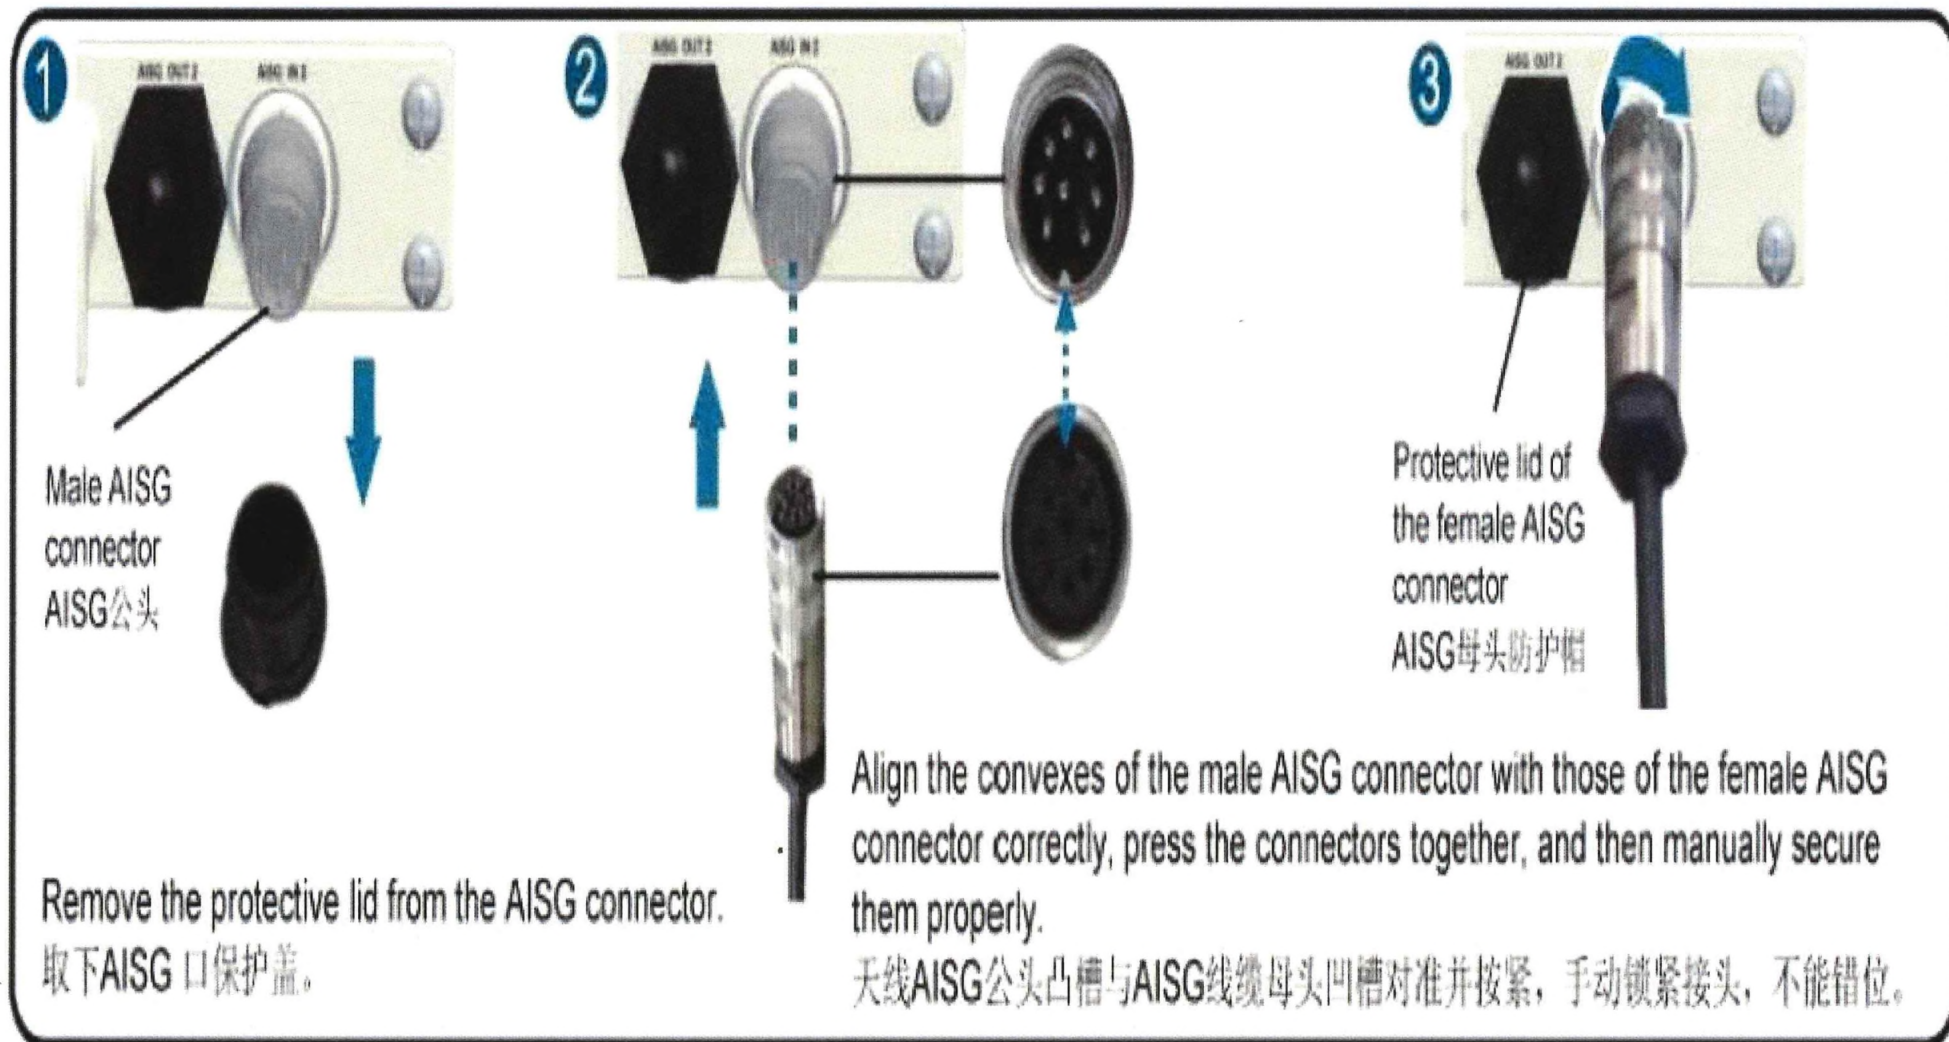 1
AISG OUT 2 AISG IN 2
Male AISG
connector
AISG公头
Remove the protective lid from the AISG connector.
取下AISG 口保护盖。
2
AISG OUT 2 AISG IN 2
Align the convexes of the male AISG connector with those of the female AISG
connector correctly, press the connectors together, and then manually secure
them properly.
天线AISG公头凸槽与AISG线缆母头凹槽对准并按紧，手动锁紧接头，不能错位。
3
AISG OUT 2
Protective lid of
the female AISG
connector
AISG母头防护帽